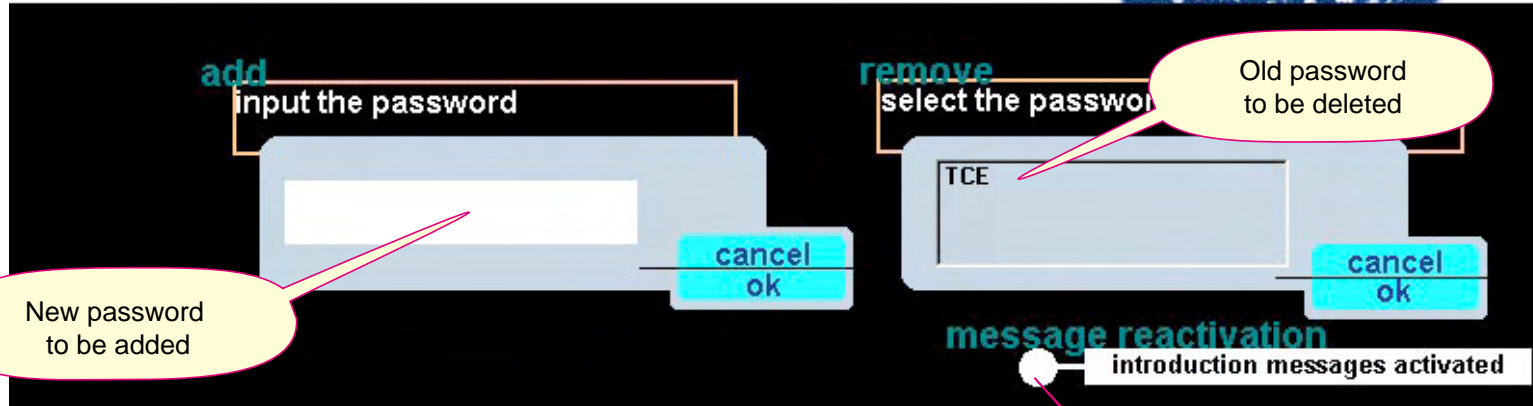 add
input the password
cancel
ok
New password
to be added
remove
select the
Old password
to be deleted
TCE
cancel
ok
message reactivation
introduction messages activated